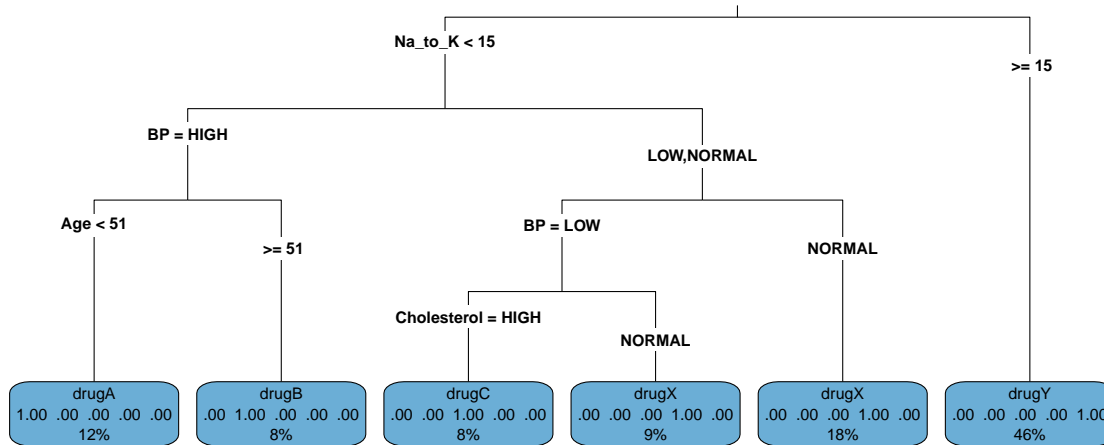 Na_to_K < 15
>= 15
BP = HIGH
LOW,NORMAL
Age < 51
>= 51
BP = LOW
NORMAL
Cholesterol = HIGH
NORMAL
drugA
1.00 .00 .00 .00 .00
12%
drugB
.00 1.00 .00 .00 .00
8%
drugC
.00 .00 1.00 .00 .00
8%
drugX
.00 .00 .00 1.00 .00
9%
drugX
.00 .00 .00 1.00 .00
18%
drugY
.00 .00 .00 .00 1.00
46%